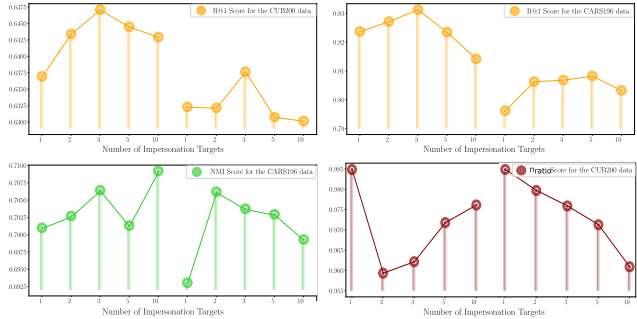 R@1 Score for the CUB200 data
0.6475
0.6450
0.6425
0.6400
0.6375
0.6350
0.6325
0.6300
1 2 3 5 10 1 2 3 5 10
Number of Impersonation Targets
R@1 Score for the CARS196 data
0.83
0.82
0.81
0.80
0.79
1 2 3 5 10 1 2 3 5 10
Number of Impersonation Targets
NMI Score for the CARS196 data
0.7100
0.7075
0.7050
0.7025
0.7000
0.6975
0.6950
0.6925
1 2 3 5 10 1 2 3 5 10
Number of Impersonation Targets
nratio Score for the CUB200 data
0.985
0.980
0.975
0.970
0.965
0.960
0.955
1 2 3 5 10 1 2 3 5 10
Number of Impersonation Targets